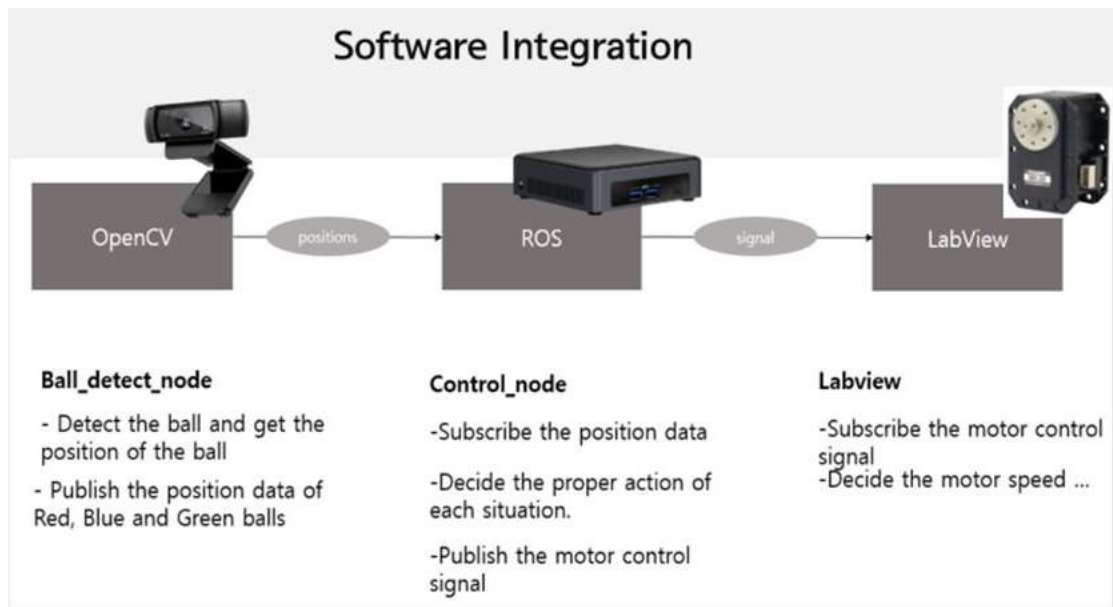 Software Integration
OpenCV
positions
ROS
signal
LabView
Ball_detect_node
- Detect the ball and get the
position of the ball
- Publish the position data of
Red, Blue and Green balls
Control_node
-Subscribe the position data
-Decide the proper action of
each situation.
-Publish the motor control
signal
Labview
-Subscribe the motor control
signal
-Decide the motor speed ...